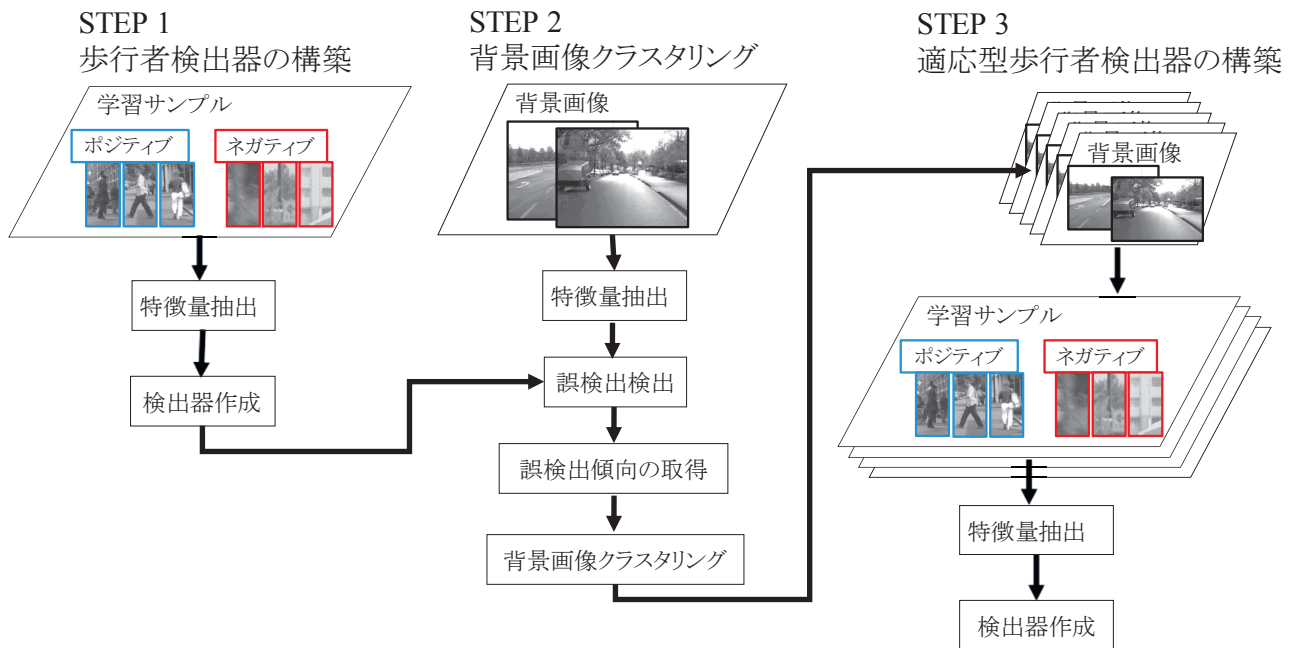 STEP 1
歩行者検出器の構築
学習サンプル
ポジティブ
ネガティブ
特徴量抽出
検出器作成
STEP 2
背景画像クラスタリング
背景画像
特徴量抽出
誤検出検出
誤検出傾向の取得
背景画像クラスタリング
STEP 3
適応型歩行者検出器の構築
背景画像
学習サンプル
ポジティブ
ネガティブ
特徴量抽出
検出器作成